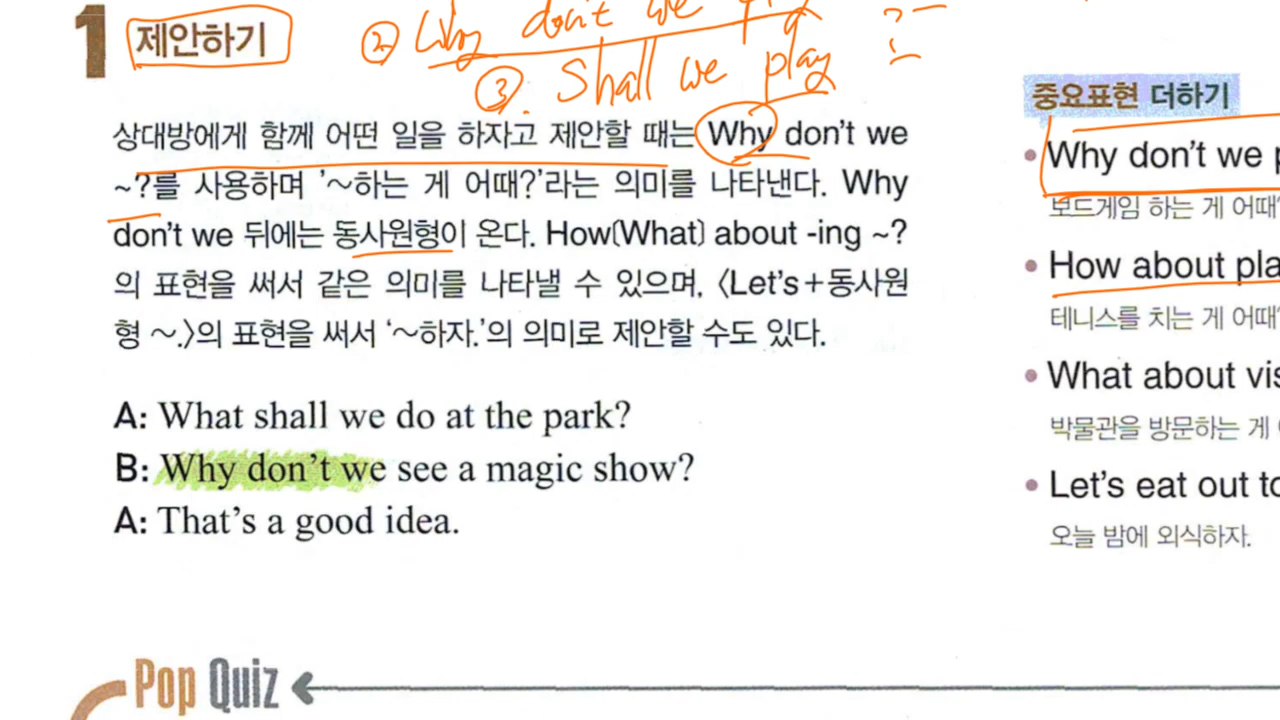 ② Why don't we
③. Shall we play
1 제안하기
상대방에게 함께 어떤 일을 하자고 제안할 때는 Why don't we
~?를 사용하며 '~하는 게 어때?'라는 의미를 나타낸다. Why
don't we 뒤에는 동사원형이 온다. How(What) about -ing ~?
의 표현을 써서 같은 의미를 나타낼 수 있으며, 〈Let's+동사원
형 ~.〉의 표현을 써서 '~하자.'의 의미로 제안할 수도 있다.
A: What shall we do at the park?
B: Why don't we see a magic show?
A: That's a good idea.
중요표현 더하기
• Why don't we p
보드게임 하는 게 어때?
• How about pla
테니스를 치는 게 어때?
• What about vis
박물관을 방문하는 게
• Let's eat out to
오늘 밤에 외식하자.
Pop Quiz